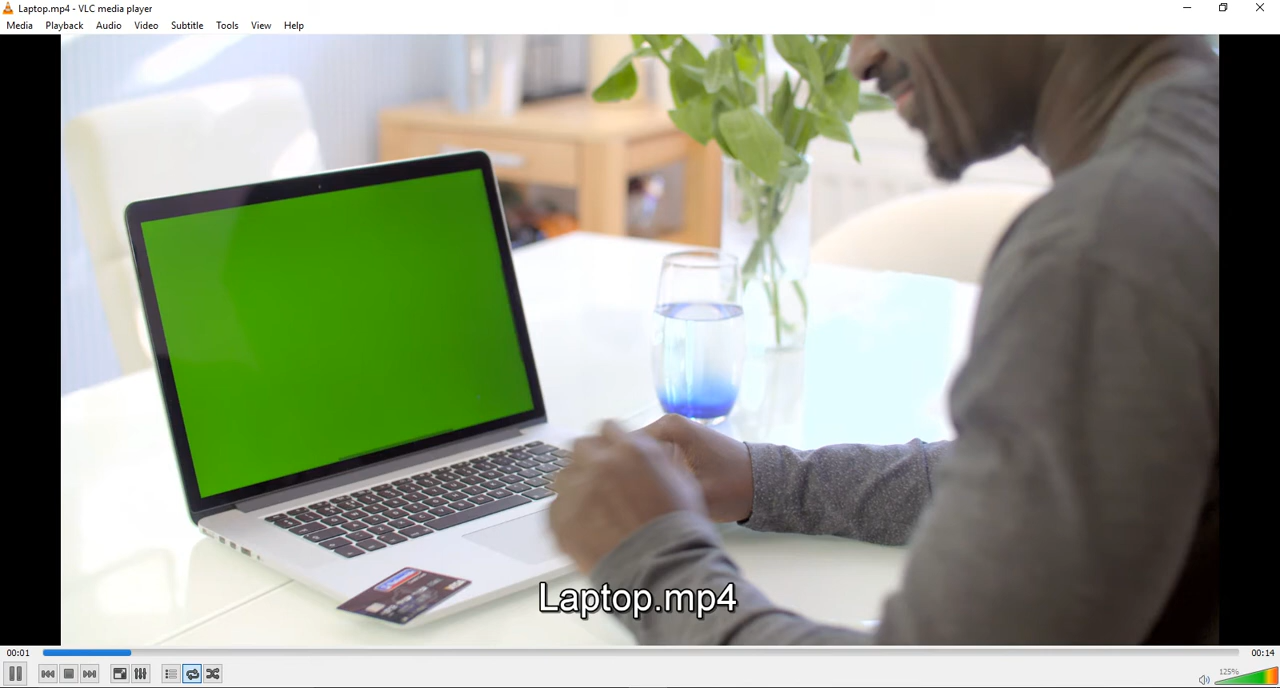 Laptop.mp4 - VLC media player
Media Playback Audio Video Subtitle Tools View Help
Laptop.mp4
00:01
00:14
125%